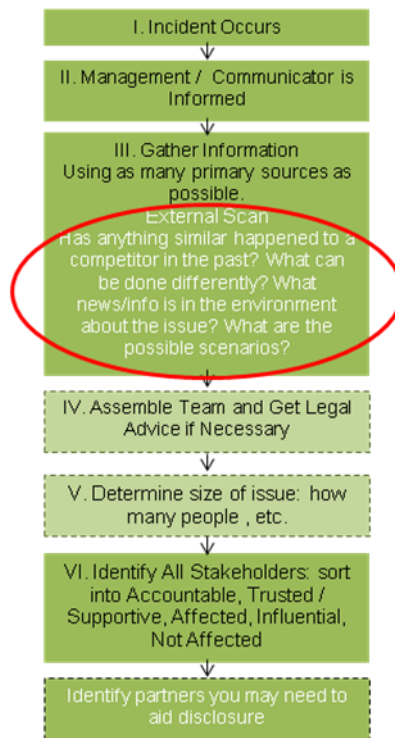 I. Incident Occurs
II. Management / Communicator is
Informed
III. Gather Information
Using as many primary sources as
possible.
External Scan
Has anything similar happened to a
competitor in the past? What can
be done differently? What
news/info is in the environment
about the issue? What are the
possible scenarios?
IV. Assemble Team and Get Legal
Advice if Necessary
V. Determine size of issue: how
many people , etc.
VI. Identify All Stakeholders: sort
into Accountable, Trusted /
Supportive, Affected, Influential,
Not Affected
Identify partners you may need to
aid disclosure